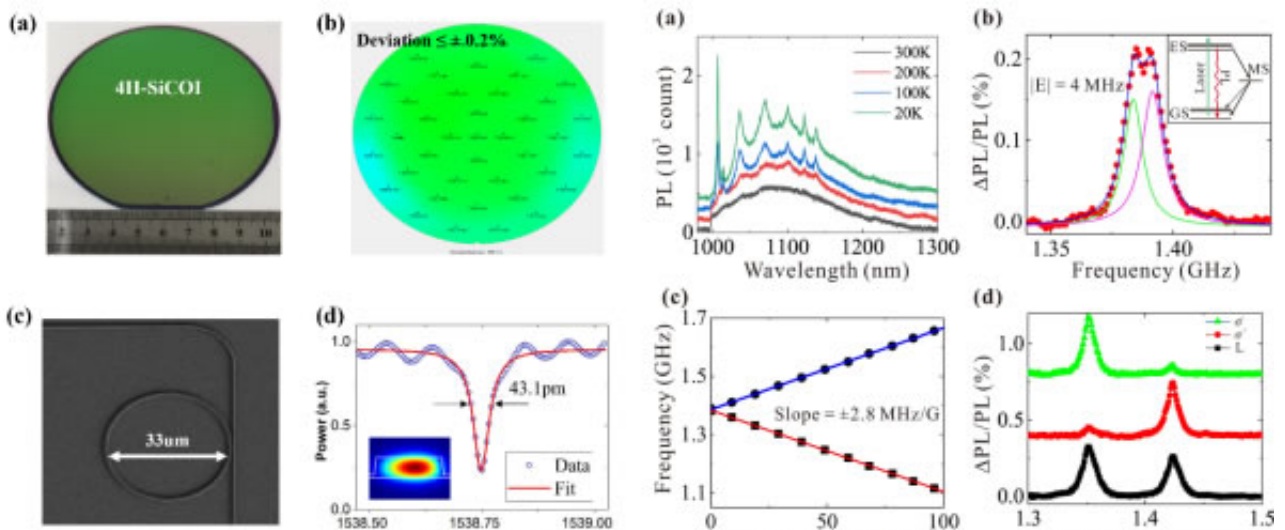 (a)
4H-SiCOI
2 3 4 5 6 7 8 9 10
(b)
Deviation ≤ ± 0.2%
(c)
33um
(d)
Power (a.u.)
1.0
0.5
0.0
43.1pm
Data
Fit
1538.50 1538.75 1539.00
(a)
PL (10³ count)
2
1
0
300K
200K
100K
20K
1000 1100 1200 1300
Wavelength (nm)
(b)
ΔPL/PL (%)
0.2
0.1
0.0
|E| = 4 MHz
ES
MS
Laser
PL
GS
1.35 1.40
Frequency (GHz)
(c)
Frequency (GHz)
1.7
1.5
1.3
1.1
Slope = ±2.8 MHz/G
0 50 100
(d)
ΔPL/PL (%)
1.0
0.5
0.0
L
1.3 1.4 1.5